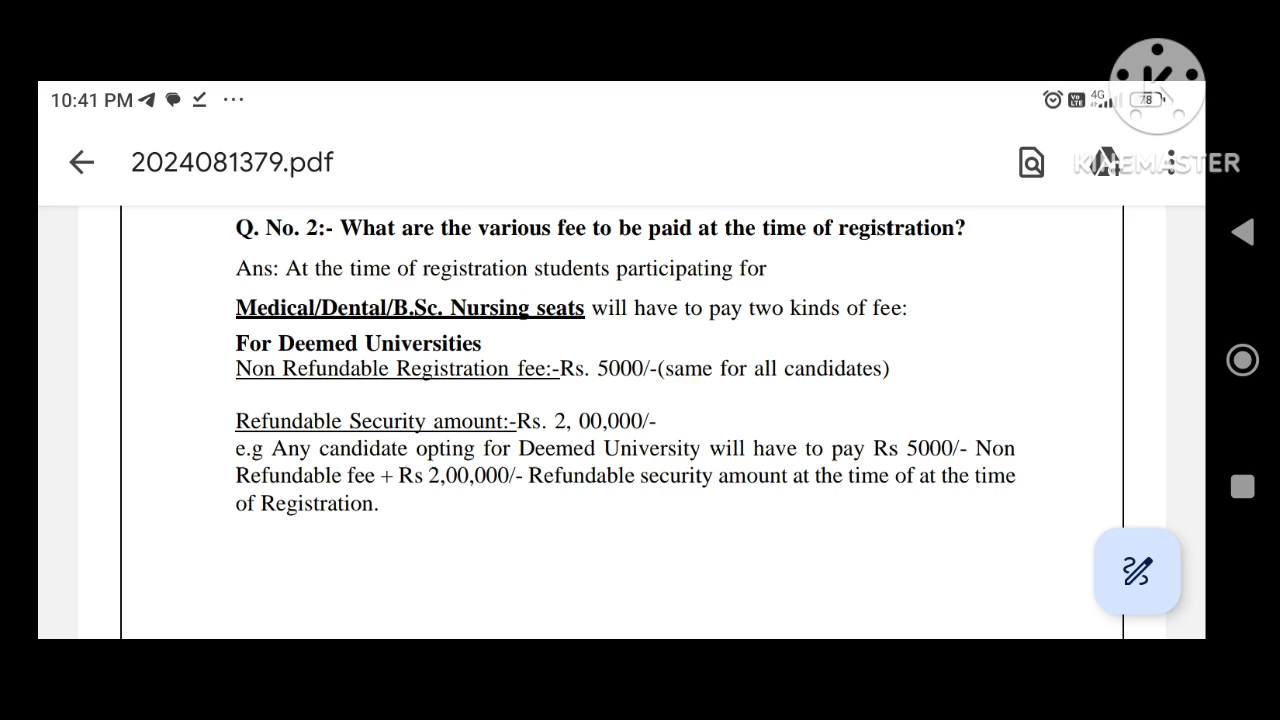 10:41 PM ...
Vo LTE 4G 78
K
2024081379.pdf
KINEMASTER
Q. No. 2:- What are the various fee to be paid at the time of registration?
Ans: At the time of registration students participating for
Medical/Dental/B.Sc. Nursing seats will have to pay two kinds of fee:
For Deemed Universities
Non Refundable Registration fee:-Rs. 5000/-(same for all candidates)
Refundable Security amount:-Rs. 2, 00,000/-
e.g Any candidate opting for Deemed University will have to pay Rs 5000/- Non
Refundable fee + Rs 2,00,000/- Refundable security amount at the time of at the time
of Registration.